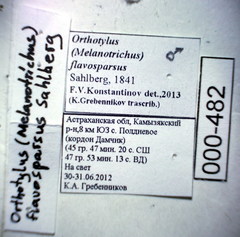 Orthotylus (Melanotrichus)
flavosparsus Sahlberg
Orthotylus
(Melanotrichus)
flavosparsus
Sahlberg, 1841
F.V.Konstantinov det.,2013
(K.Grebennikov trascrib.)
♂
Астраханская обл, Камызякский
р-н,8 км ЮЗ с. Полдневое
(кордон Дамчик)
(45 гр. 47 мин. 20 с. СШ
47 гр. 53 мин. 13 с. ВД)
На свет
30-31.06.2012
К.А. Гребенников
000-482